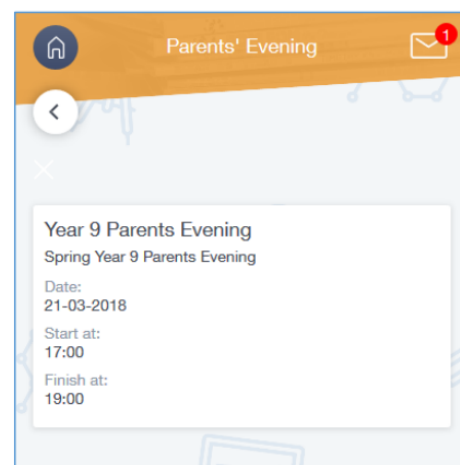 Parents' Evening
1
Year 9 Parents Evening
Spring Year 9 Parents Evening
Date:
21-03-2018
Start at:
17:00
Finish at:
19:00